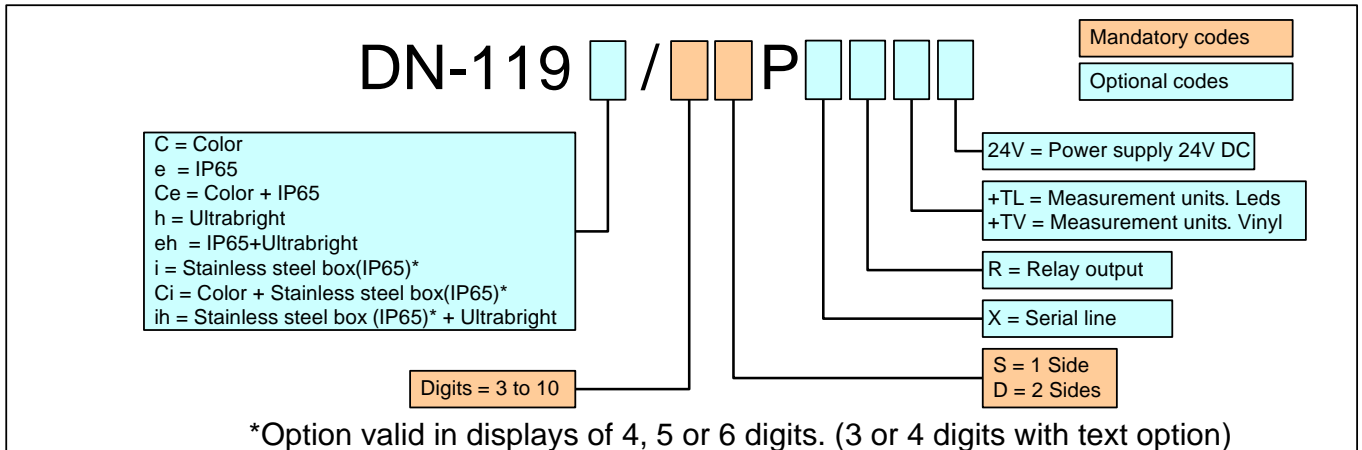 DN-119 / P
Mandatory codes
Optional codes
C = Color
e = IP65
Ce = Color + IP65
h = Ultrabright
eh = IP65+Ultrabright
i = Stainless steel box(IP65)*
Ci = Color + Stainless steel box(IP65)*
ih = Stainless steel box (IP65)* + Ultrabright
24V = Power supply 24V DC
+TL = Measurement units. Leds
+TV = Measurement units. Vinyl
R = Relay output
X = Serial line
S = 1 Side
D = 2 Sides
Digits = 3 to 10
*Option valid in displays of 4, 5 or 6 digits. (3 or 4 digits with text option)